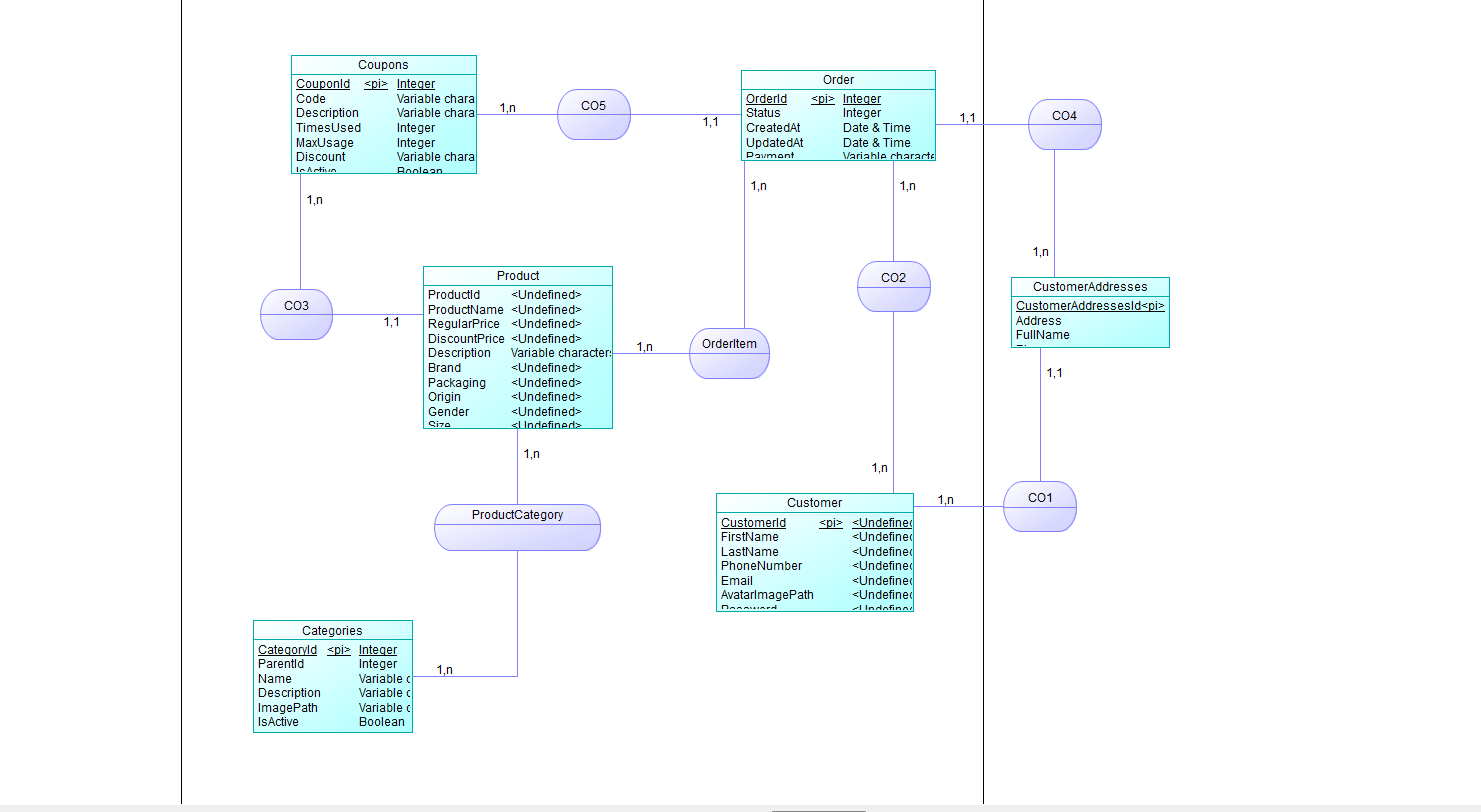 Coupons
CouponId <pi> Integer
Code Variable chara
Description Variable chara
TimesUsed Integer
MaxUsage Integer
Discount Variable chara
IsActive Boolean
1,n
CO5
1,1
Order
OrderId <pi> Integer
Status Integer
CreatedAt Date & Time
UpdatedAt Date & Time
Payment Variable characte
1,1
CO4
1,n
1,n
1,n
1,n
CO3
1,1
Product
ProductId <Undefined>
ProductName <Undefined>
RegularPrice <Undefined>
DiscountPrice <Undefined>
Description Variable characters
Brand <Undefined>
Packaging <Undefined>
Origin <Undefined>
Gender <Undefined>
Size <Undefined>
1,n
OrderItem
CO2
CustomerAddresses
CustomerAddressesId<pi>
Address
FullName
1,1
1,n
1,n
ProductCategory
Customer
CustomerId <pi> <Undefined
FirstName <Undefined
LastName <Undefined
PhoneNumber <Undefined
Email <Undefined
AvatarImagePath <Undefined
Password <Undefined
1,n
CO1
Categories
CategoryId <pi> Integer
ParentId Integer
Name Variable c
Description Variable c
ImagePath Variable c
IsActive Boolean
1,n